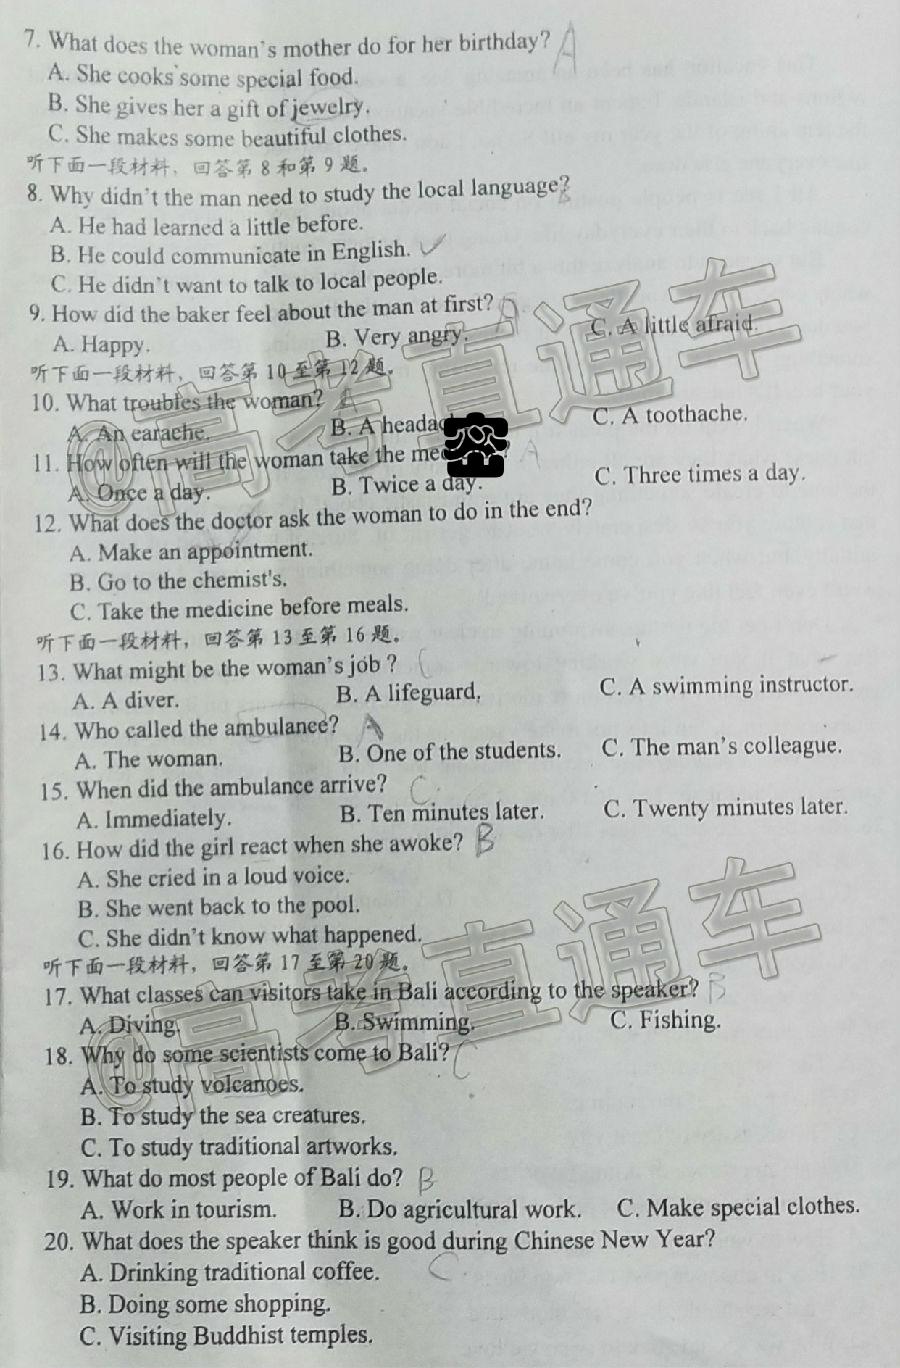 7. What does the woman's mother do for her birthday? A
A. She cooks some special food.
B. She gives her a gift of jewelry.
C. She makes some beautiful clothes.
听下面一段材料，回答第 8 和第 9 题。
8. Why didn't the man need to study the local language? B
A. He had learned a little before.
B. He could communicate in English.
C. He didn't want to talk to local people.
9. How did the baker feel about the man at first?
A. Happy. B. Very angry. C. A little afraid.
听下面一段材料，回答第 10 至第 12 题。
10. What troubles the woman? A
A. An earache. B. A headac C. A toothache.
11. How often will the woman take the me ? A
A. Once a day. B. Twice a day. C. Three times a day.
12. What does the doctor ask the woman to do in the end?
A. Make an appointment.
B. Go to the chemist's.
C. Take the medicine before meals.
听下面一段材料，回答第 13 至第 16 题。
13. What might be the woman's job ? C
A. A diver. B. A lifeguard, C. A swimming instructor.
14. Who called the ambulance? A
A. The woman. B. One of the students. C. The man's colleague.
15. When did the ambulance arrive? C
A. Immediately. B. Ten minutes later. C. Twenty minutes later.
16. How did the girl react when she awoke? B
A. She cried in a loud voice.
B. She went back to the pool.
C. She didn't know what happened.
听下面一段材料，回答第 17 至第 20 题。
17. What classes can visitors take in Bali according to the speaker? B
A. Diving. B. Swimming. C. Fishing.
18. Why do some scientists come to Bali? C
A. To study volcanoes.
B. To study the sea creatures.
C. To study traditional artworks.
19. What do most people of Bali do? B
A. Work in tourism. B. Do agricultural work. C. Make special clothes.
20. What does the speaker think is good during Chinese New Year?
A. Drinking traditional coffee. C
B. Doing some shopping.
C. Visiting Buddhist temples.
@高考直通车
@高考直通车